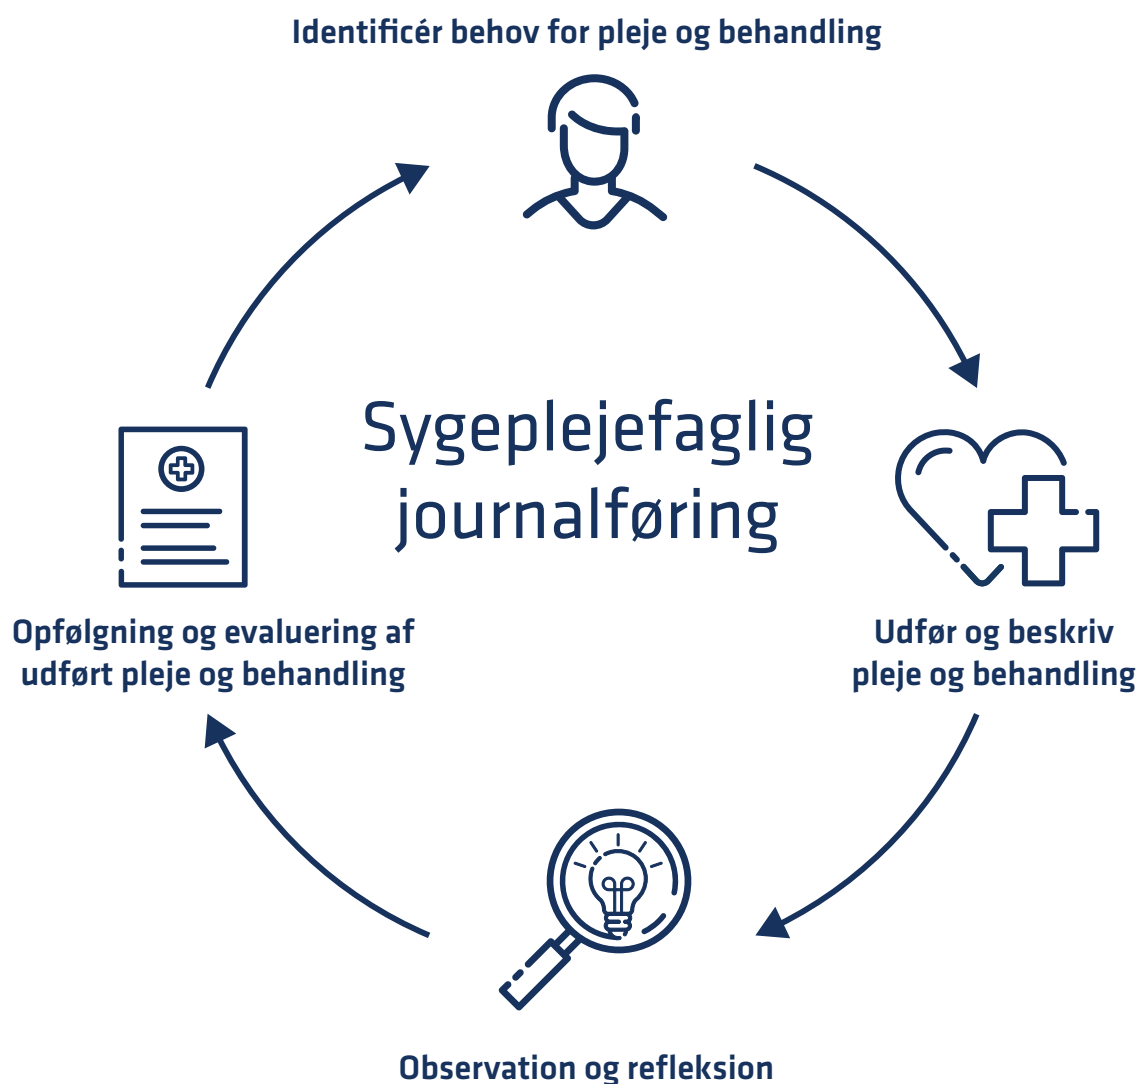 Identificér behov for pleje og behandling
Sygeplejefaglig
journalføring
Udfør og beskriv
pleje og behandling
Observation og refleksion
Opfølgning og evaluering af
udført pleje og behandling